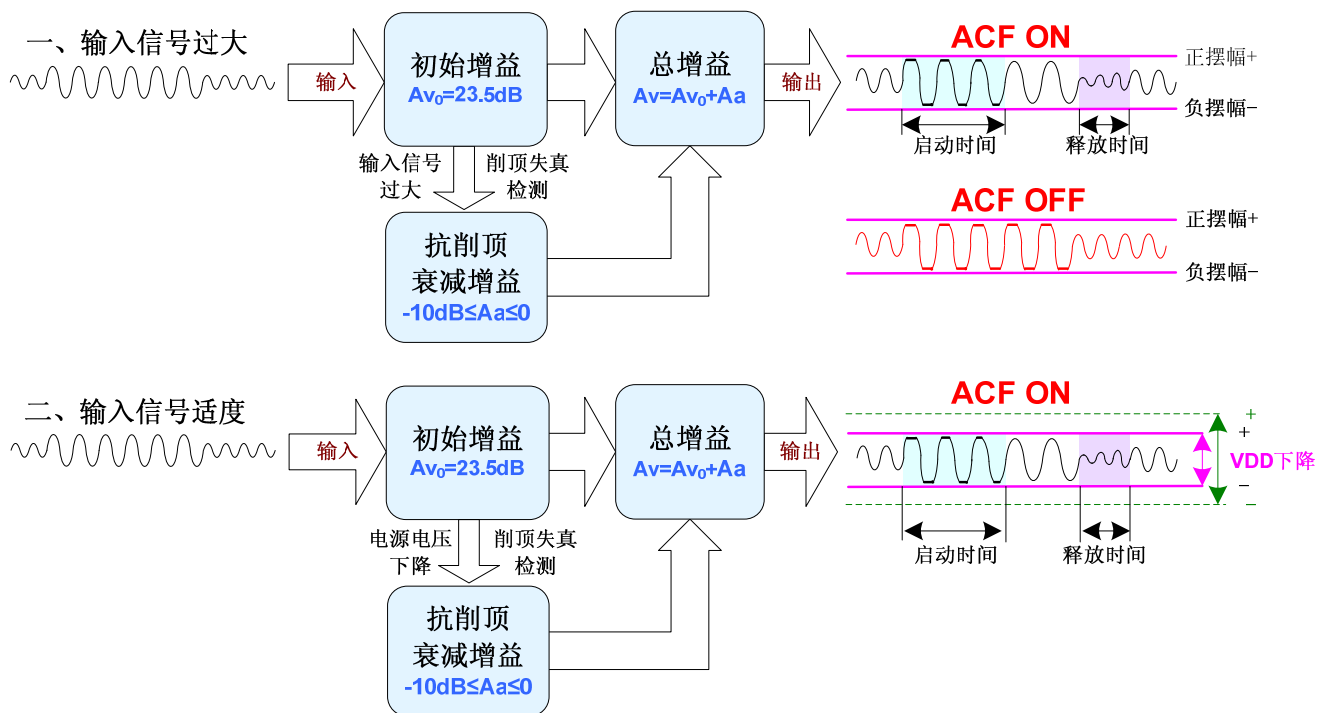 一、输入信号过大
输入
初始增益
Av₀=23.5dB
总增益
Av=Av₀+Aa
输出
ACF ON
正摆幅+
负摆幅-
启动时间
释放时间
输入信号
过大
削顶失真
检测
抗削顶
衰减增益
-10dB≤Aa≤0
ACF OFF
正摆幅+
负摆幅-
二、输入信号适度
输入
初始增益
Av₀=23.5dB
总增益
Av=Av₀+Aa
输出
ACF ON
+
+
VDD下降
-
-
启动时间
释放时间
电源电压
下降
削顶失真
检测
抗削顶
衰减增益
-10dB≤Aa≤0